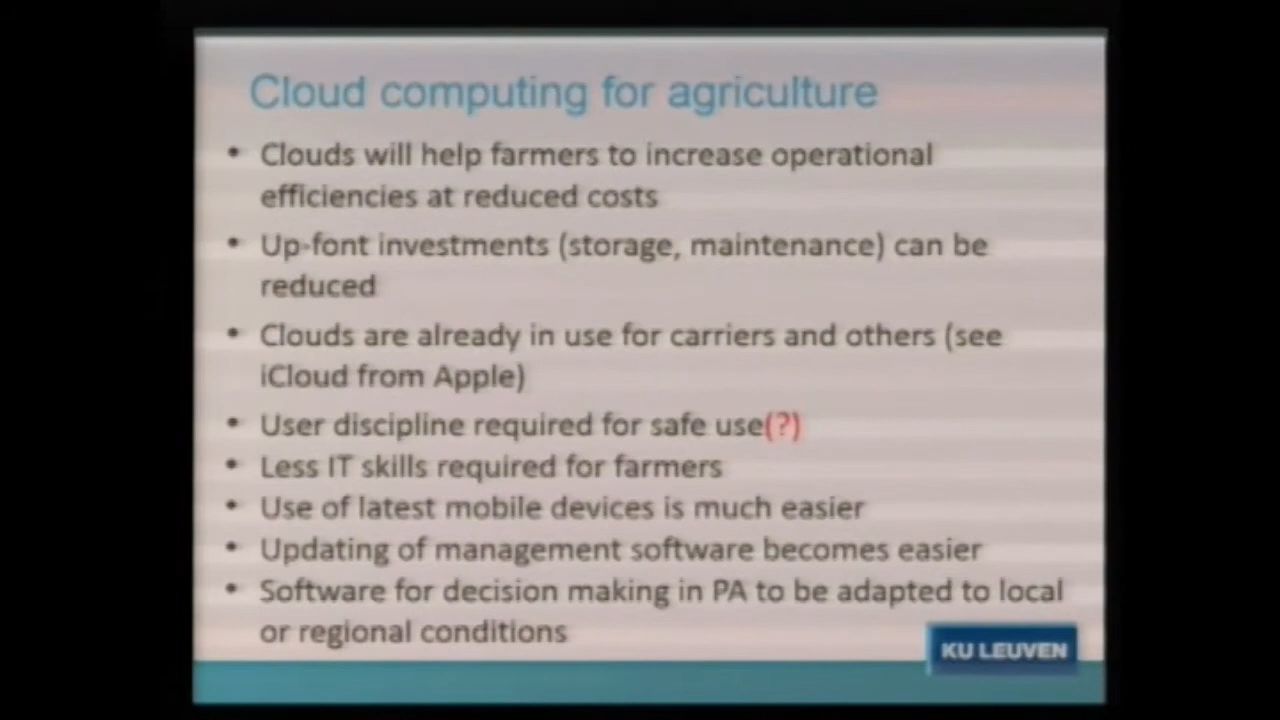 Cloud computing for agriculture
• Clouds will help farmers to increase operational
efficiencies at reduced costs
• Up-font investments (storage, maintenance) can be
reduced
• Clouds are already in use for carriers and others (see
iCloud from Apple)
• User discipline required for safe use(?)
• Less IT skills required for farmers
• Use of latest mobile devices is much easier
• Updating of management software becomes easier
• Software for decision making in PA to be adapted to local
or regional conditions
KU LEUVEN